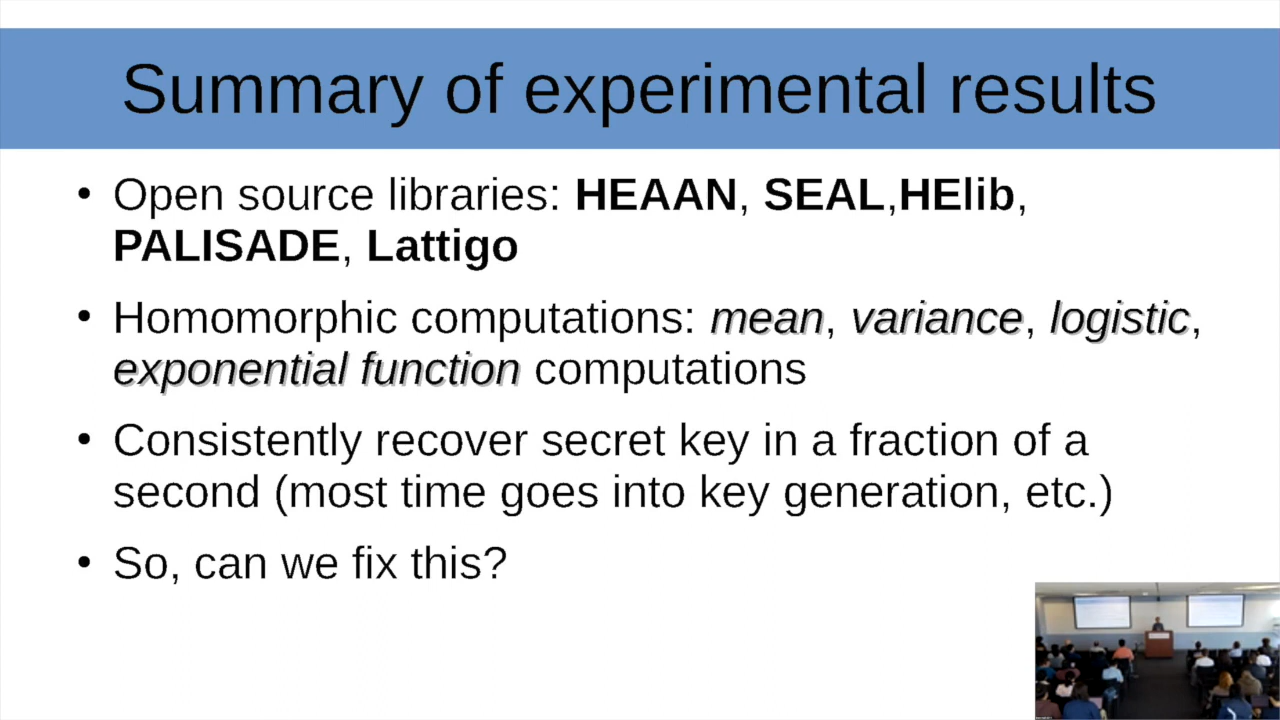 Summary of experimental results
• Open source libraries: HEAAN, SEAL,HElib,
PALISADE, Lattigo
• Homomorphic computations: mean, variance, logistic,
exponential function computations
• Consistently recover secret key in a fraction of a
second (most time goes into key generation, etc.)
• So, can we fix this?